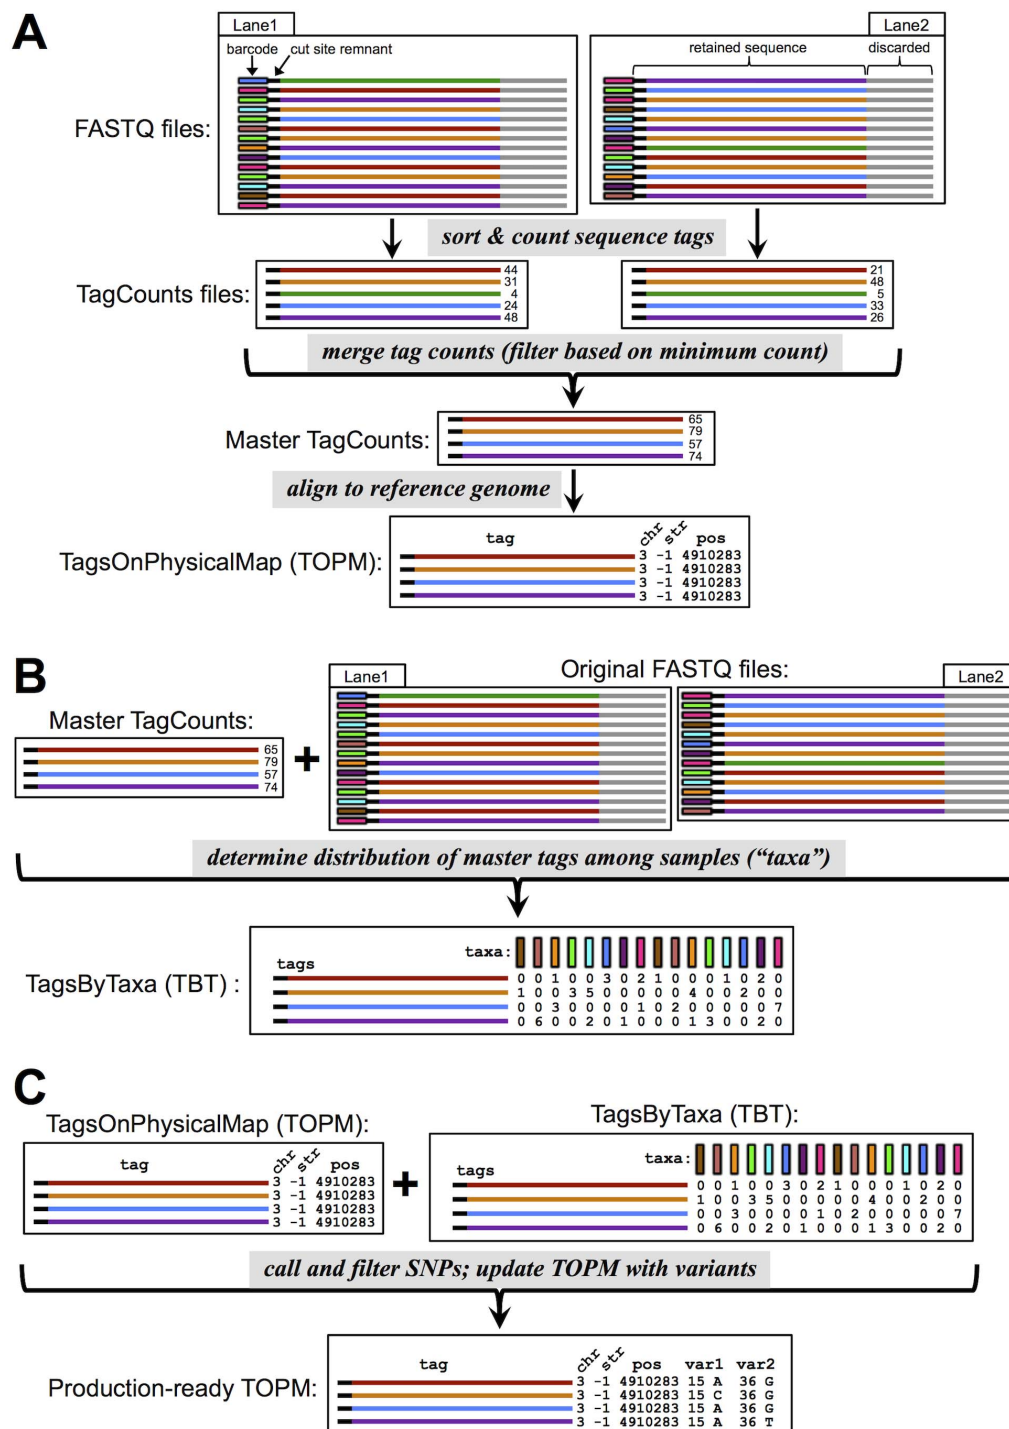 A
Lane1
Lane2
barcode
cut site remnant
retained sequence
discarded
FASTQ files:
sort & count sequence tags
TagCounts files:
44
31
4
24
48
21
48
5
33
26
merge tag counts (filter based on minimum count)
Master TagCounts:
65
79
57
74
align to reference genome
TagsOnPhysicalMap (TOPM):
tag chr str pos
3 -1 4910283
3 -1 4910283
3 -1 4910283
3 -1 4910283
B
Lane1
Original FASTQ files:
Lane2
Master TagCounts:
65
79
57
74
+
determine distribution of master tags among samples (“taxa”)
TagsByTaxa (TBT) :
taxa:
tags
0 0 1 0 0 3 0 2 1 0 0 0 1 0 2 0
1 0 0 3 5 0 0 0 0 0 4 0 0 2 0 0
0 0 3 0 0 0 0 1 0 2 0 0 0 0 0 7
0 6 0 0 2 0 1 0 0 0 1 3 0 0 2 0
C
TagsOnPhysicalMap (TOPM):
tag chr str pos
3 -1 4910283
3 -1 4910283
3 -1 4910283
3 -1 4910283
+
TagsByTaxa (TBT):
taxa:
tags
0 0 1 0 0 3 0 2 1 0 0 0 1 0 2 0
1 0 0 3 5 0 0 0 0 0 4 0 0 2 0 0
0 0 3 0 0 0 0 1 0 2 0 0 0 0 0 7
0 6 0 0 2 0 1 0 0 0 1 3 0 0 2 0
call and filter SNPs; update TOPM with variants
Production-ready TOPM:
tag chr str pos var1 var2
3 -1 4910283 15 A 36 G
3 -1 4910283 15 C 36 G
3 -1 4910283 15 A 36 G
3 -1 4910283 15 A 36 T